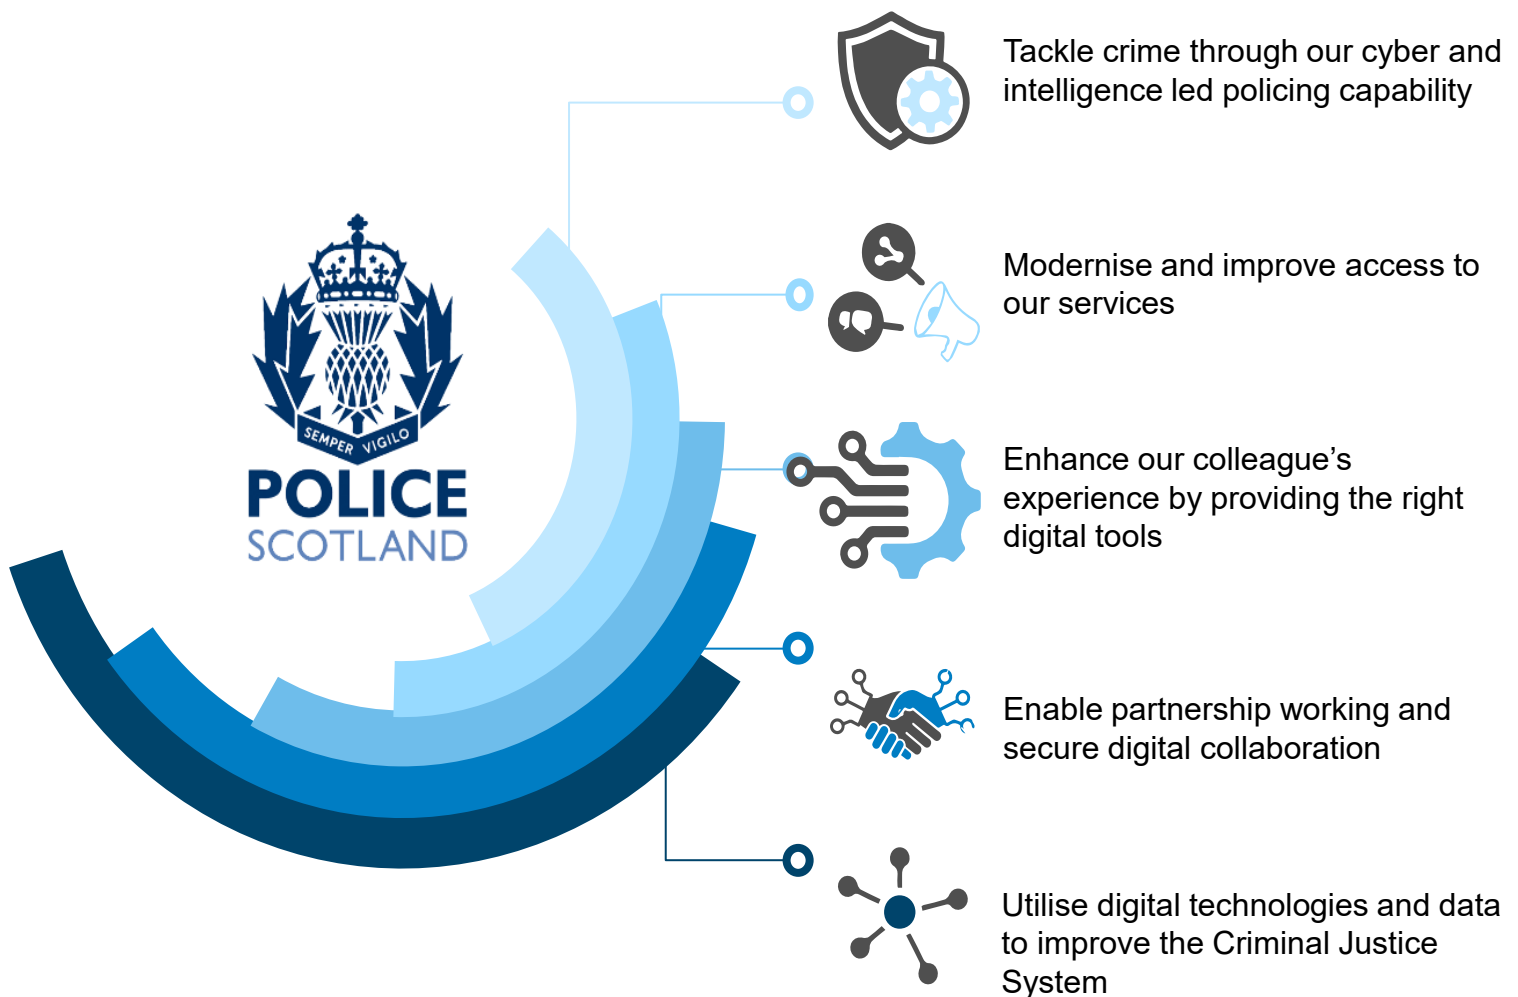 Tackle crime through our cyber and
intelligence led policing capability
Modernise and improve access to
our services
SEMPER VIGILO
POLICE
SCOTLAND
Enhance our colleague’s
experience by providing the right
digital tools
Enable partnership working and
secure digital collaboration
Utilise digital technologies and data
to improve the Criminal Justice
System